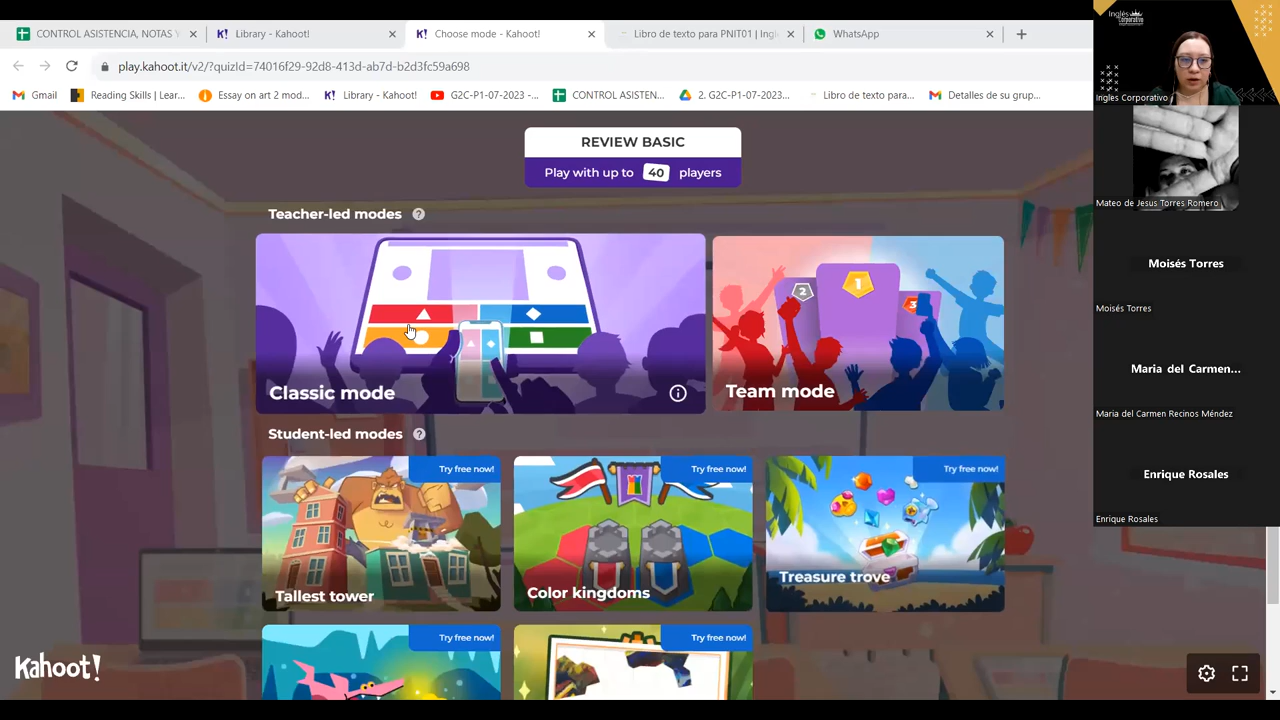 CONTROL ASISTENCIA, NOTAS Y
Library - Kahoot!
Choose mode - Kahoot!
Libro de texto para PNIT01 | Ingl
WhatsApp
play.kahoot.it/v2/?quizId=74016f29-92d8-413d-ab7d-b2d3fc59a698
Gmail
Reading Skills | Lear...
Essay on art 2 mod...
Library - Kahoot!
G2C-P1-07-2023 -...
CONTROL ASISTEN...
2. G2C-P1-07-2023...
Libro de texto para...
Detalles de su grup...
REVIEW BASIC
Play with up to 40 players
Teacher-led modes ?
Classic mode
Team mode
1
2
3
Student-led modes ?
Try free now!
Tallest tower
Try free now!
Color kingdoms
Try free now!
Treasure trove
Try free now!
Try free now!
Kahoot!
Inglés
Corporativo
Ingles Corporativo
Mateo de Jesus Torres Romero
Moisés Torres
Moisés Torres
Maria del Carmen...
Maria del Carmen Recinos Méndez
Enrique Rosales
Enrique Rosales